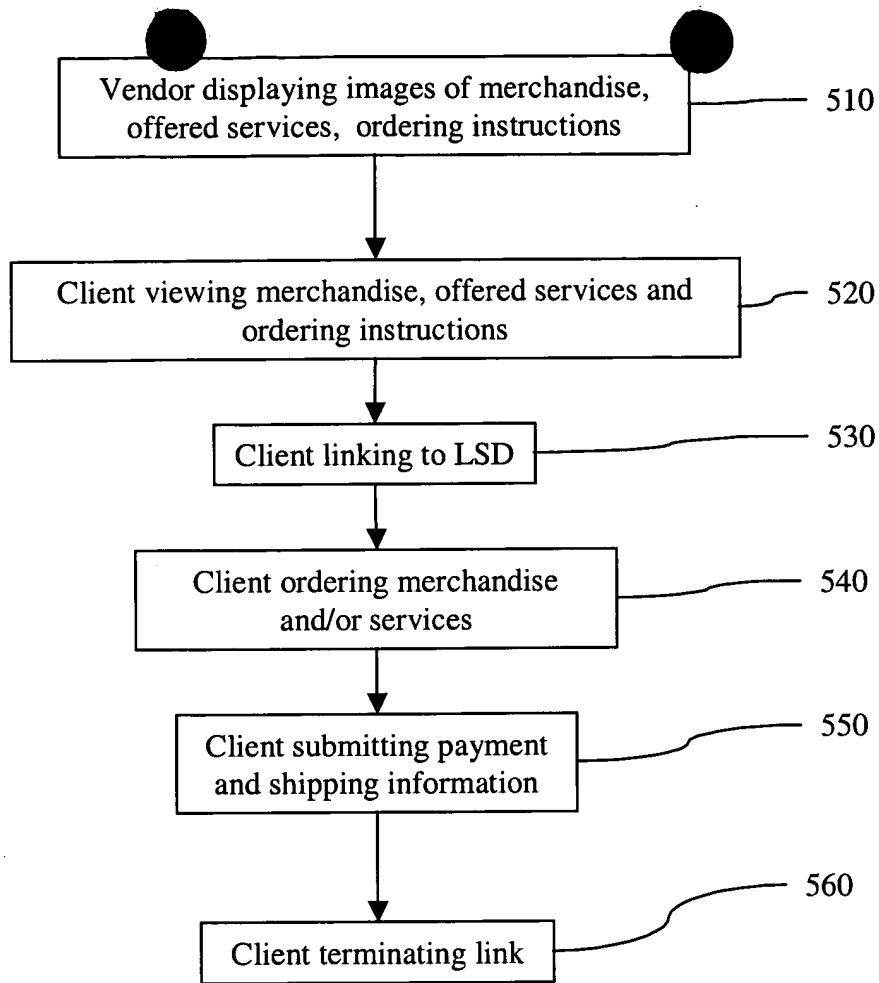 Vendor displaying images of merchandise,
offered services, ordering instructions
510
Client viewing merchandise, offered services and
ordering instructions
520
Client linking to LSD
530
Client ordering merchandise
and/or services
540
Client submitting payment
and shipping information
550
Client terminating link
560